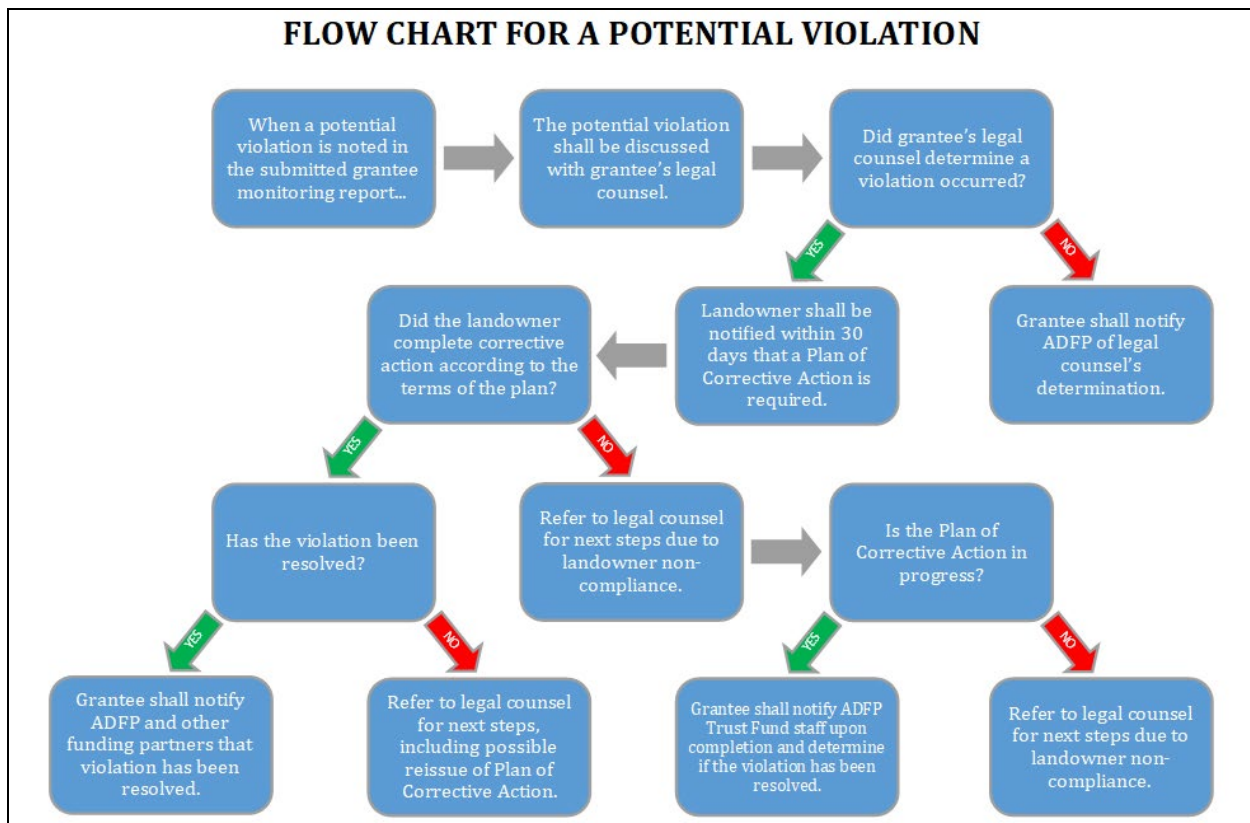 FLOW CHART FOR A POTENTIAL VIOLATION
When a potential
violation is noted in
the submitted grantee
monitoring report...
The potential violation
shall be discussed
with grantee's legal
counsel.
Did grantee's legal
counsel determine a
violation occurred?
YES
NO
Did the landowner
complete corrective
action according to the
terms of the plan?
Landowner shall be
notified within 30
days that a Plan of
Corrective Action is
required.
Grantee shall notify
ADFP of legal
counsel's
determination.
YES
NO
Has the violation been
resolved?
Refer to legal counsel
for next steps due to
landowner non-
compliance.
Is the Plan of
Corrective Action in
progress?
YES
NO
YES
NO
Grantee shall notify
ADFP and other
funding partners that
violation has been
resolved.
Refer to legal counsel
for next steps,
including possible
reissue of Plan of
Corrective Action.
Grantee shall notify ADFP
Trust Fund staff upon
completion and determine
if the violation has been
resolved.
Refer to legal counsel
for next steps due to
landowner non-
compliance.